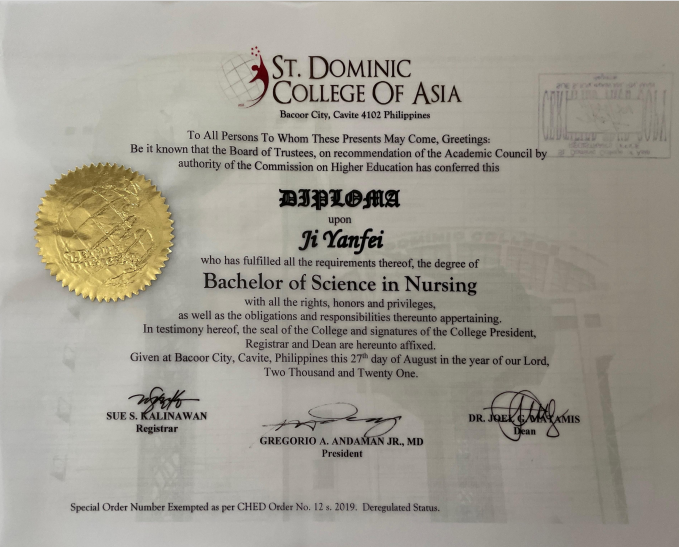 ST. DOMINIC
COLLEGE OF ASIA
Bacoor City, Cavite 4102 Philippines
To All Persons To Whom These Presents May Come, Greetings:
Be it known that the Board of Trustees, on recommendation of the Academic Council by
authority of the Commission on Higher Education has conferred this
DIPLOMA
upon
Ji Yanfei
who has fulfilled all the requirements thereof, the degree of
Bachelor of Science in Nursing
with all the rights, honors and privileges,
as well as the obligations and responsibilities thereunto appertaining.
In testimony hereof, the seal of the College and signatures of the College President,
Registrar and Dean are hereunto affixed.
Given at Bacoor City, Cavite, Philippines this 27th day of August in the year of our Lord,
Two Thousand and Twenty One.
SUE S. KALINAWAN
Registrar
DR. JOEL G.
Dean
GREGORIO A. ANDAMAN JR., MD
President
Special Order Number Exempted as per CHED Order No. 12 s. 2019. Deregulated Status.